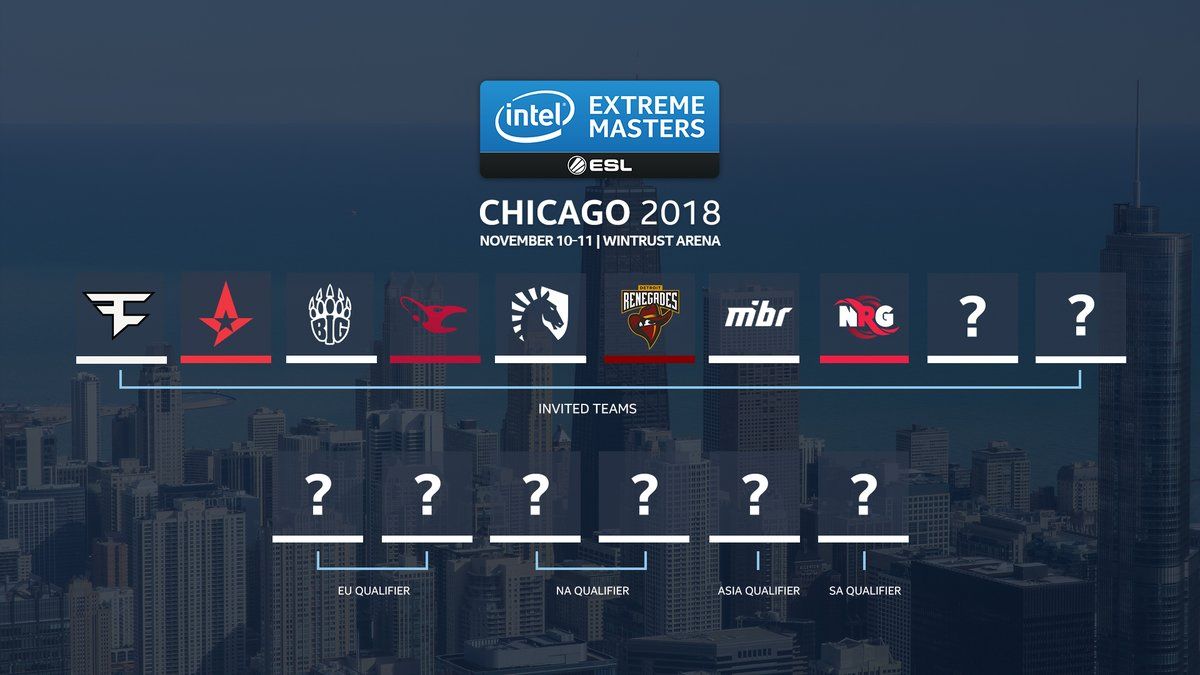 intel
EXTREME
MASTERS
ESL
CHICAGO 2018
NOVEMBER 10-11 | WINTRUST ARENA
BIG
DETROIT
RENEGADES
mibr
NRG
? ?
INVITED TEAMS
? ? ? ? ? ?
EU QUALIFIER NA QUALIFIER ASIA QUALIFIER SA QUALIFIER